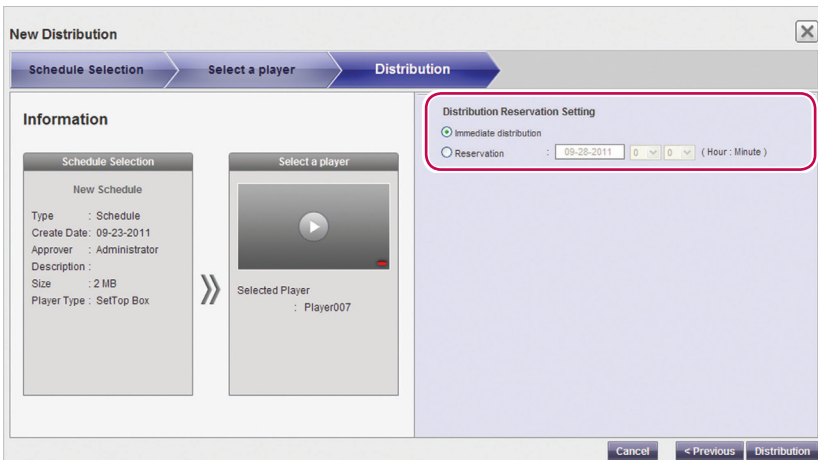 New Distribution
Schedule Selection
Select a player
Distribution
Information
Schedule Selection
New Schedule
Type : Schedule
Create Date : 09-23-2011
Approver : Administrator
Description :
Size : 2 MB
Player Type : SetTop Box
Select a player
Selected Player
: Player007
Distribution Reservation Setting
Immediate distribution
Reservation : 09-28-2011 0 0 ( Hour : Minute )
Cancel < Previous Distribution